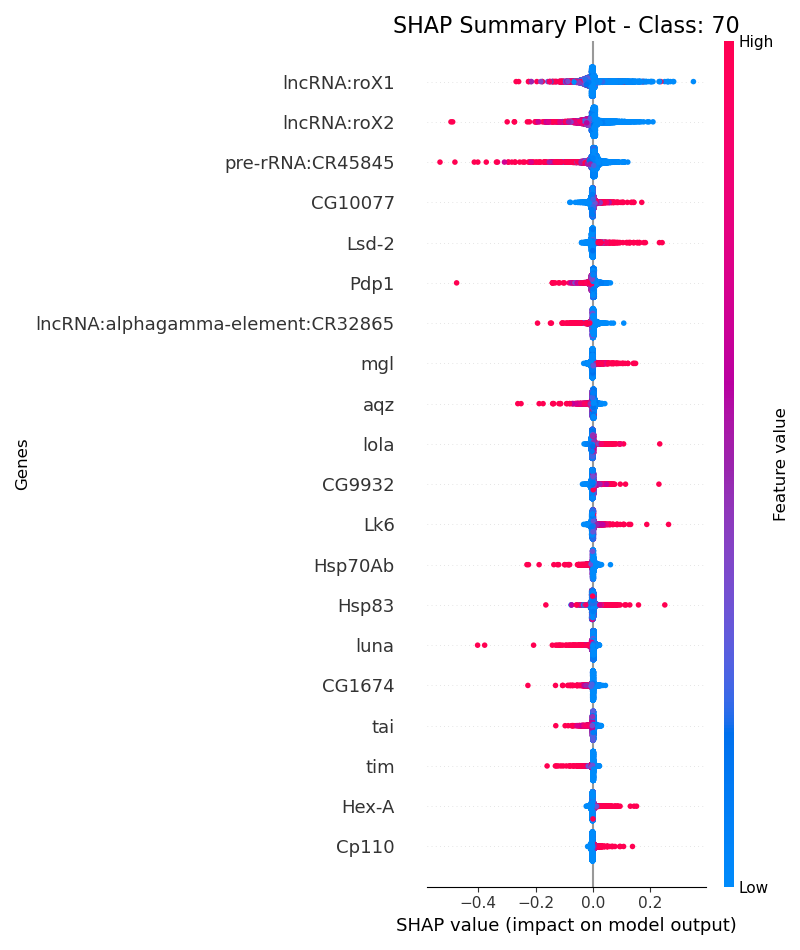 SHAP Summary Plot - Class: 70
High
lncRNA:roX1
lncRNA:roX2
pre-rRNA:CR45845
CG10077
Lsd-2
Pdp1
lncRNA:alphagamma-element:CR32865
mgl
aqz
lola
CG9932
Lk6
Hsp70Ab
Hsp83
luna
CG1674
tai
tim
Hex-A
Cp110
Genes
Feature value
Low
−0.4 −0.2 0.0 0.2
SHAP value (impact on model output)